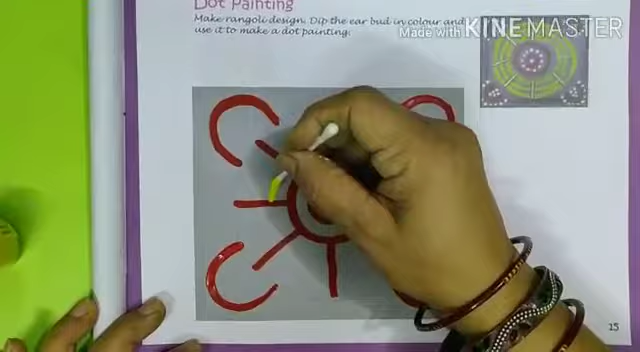 Dot Painting
Make rangoli design. Dip the ear bud in colour and
use it to make a dot painting.
Made with KINEMASTER
15